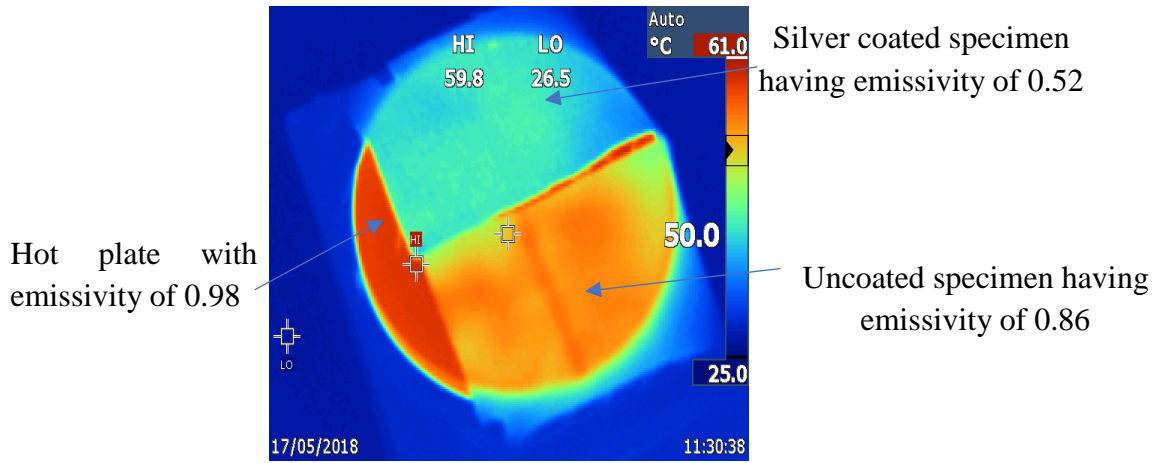 Auto
°C 61.0
HI LO
59.8 26.5
Silver coated specimen
having emissivity of 0.52
HI
50.0
Hot plate with
emissivity of 0.98
Uncoated specimen having
emissivity of 0.86
LO
25.0
17/05/2018 11:30:38